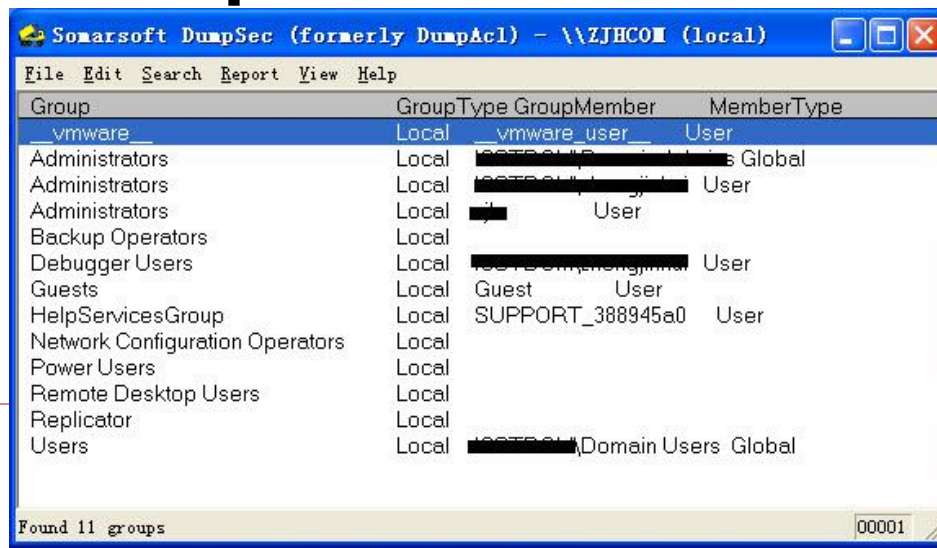 Somarsoft DumpSec (formerly DumpAcl) - \\ZJHCOM (local)
File Edit Search Report View Help
Group GroupType GroupMember MemberType
__vmware__ Local __vmware_user__ User
Administrators Local Global
Administrators Local User
Administrators Local User
Backup Operators Local
Debugger Users Local User
Guests Local Guest User
HelpServicesGroup Local SUPPORT_388945a0 User
Network Configuration Operators Local
Power Users Local
Remote Desktop Users Local
Replicator Local
Users Local \Domain Users Global
Found 11 groups 00001